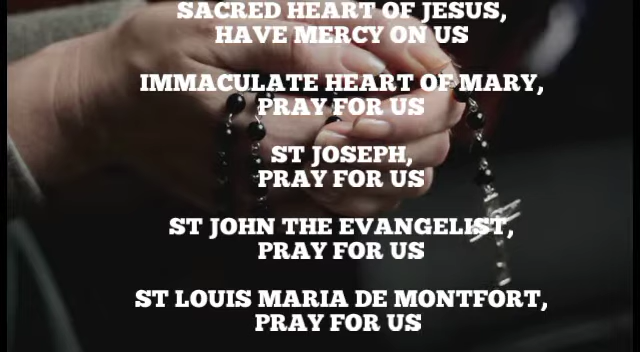 SACRED HEART OF JESUS,
HAVE MERCY ON US
IMMACULATE HEART OF MARY,
PRAY FOR US
ST JOSEPH,
PRAY FOR US
ST JOHN THE EVANGELIST,
PRAY FOR US
ST LOUIS MARIA DE MONTFORT,
PRAY FOR US